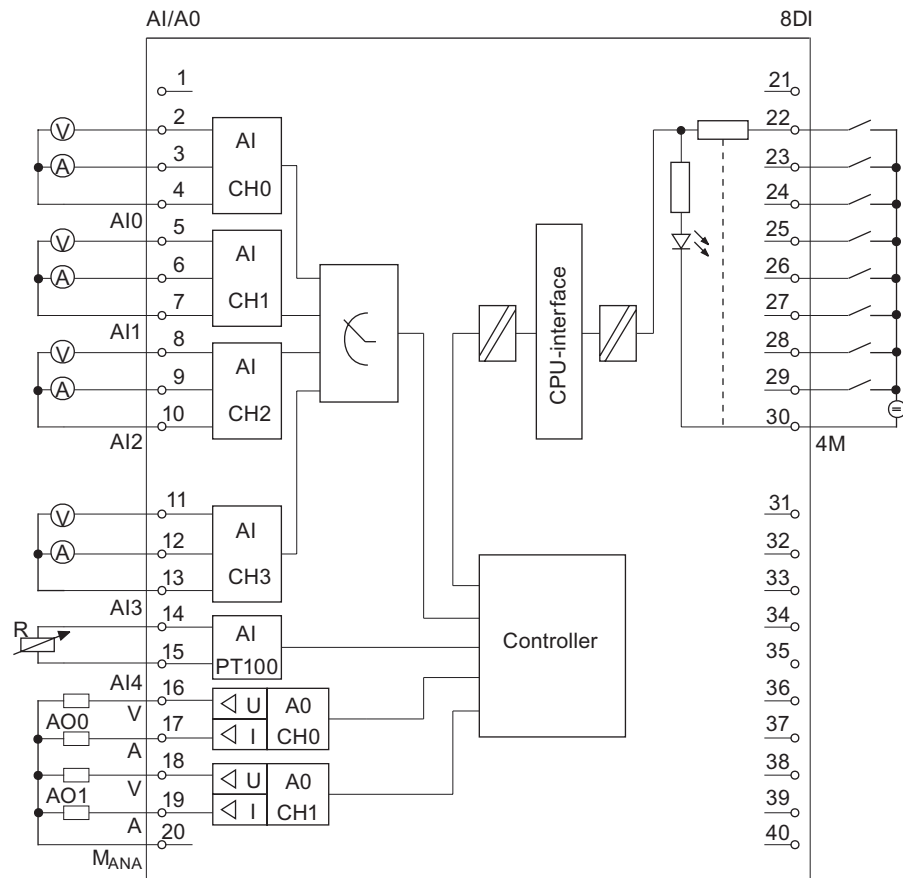 AI/A0
8DI
1
21
V
2
AI
22
A
3
23
4
CH0
24
AI0
V
5
AI
25
A
6
CH1
26
7
27
AI1
V
8
AI
28
A
9
CH2
29
10
30
AI2
4M
CPU-interface
V
11
AI
31
A
12
CH3
32
13
33
AI3
R
14
AI
34
15
PT100
35
Controller
AI4
16
U
A0
36
V
AO0
17
I
CH0
37
A
18
U
A0
38
V
AO1
19
I
CH1
39
A
20
40
MANA